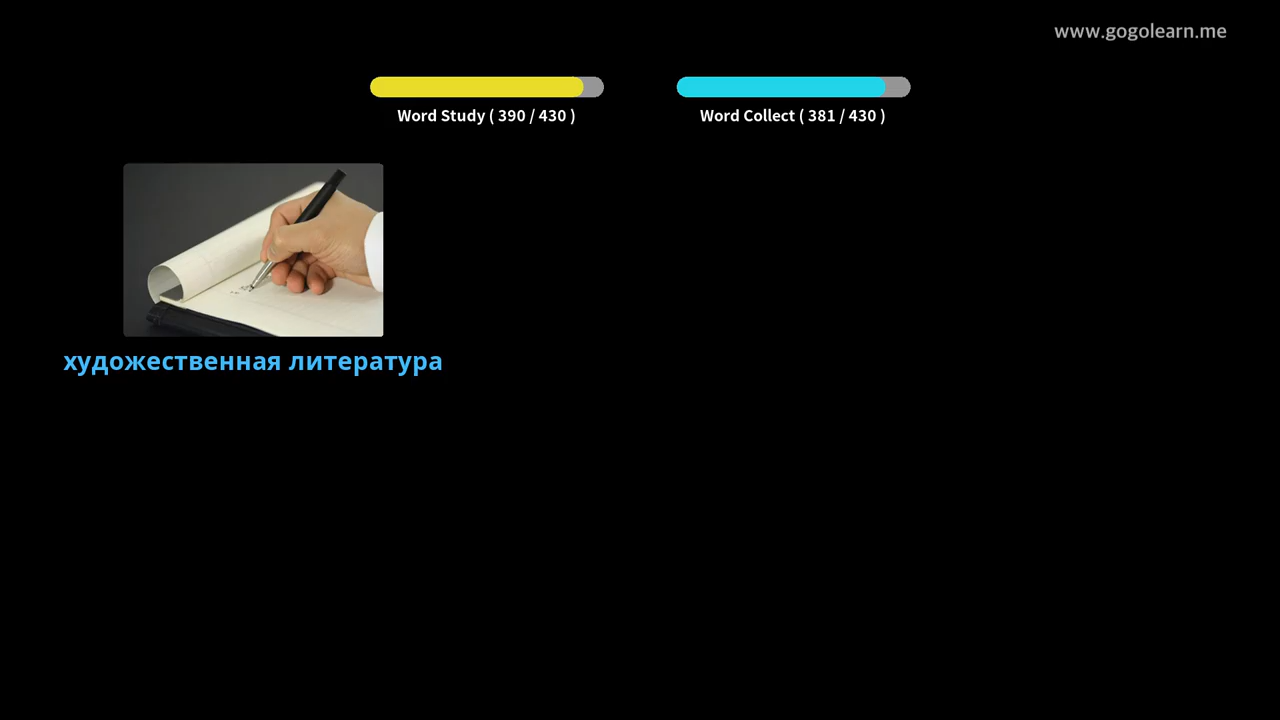 www.gogolearn.me
Word Study ( 390 / 430 )
Word Collect ( 381 / 430 )
художественная литература